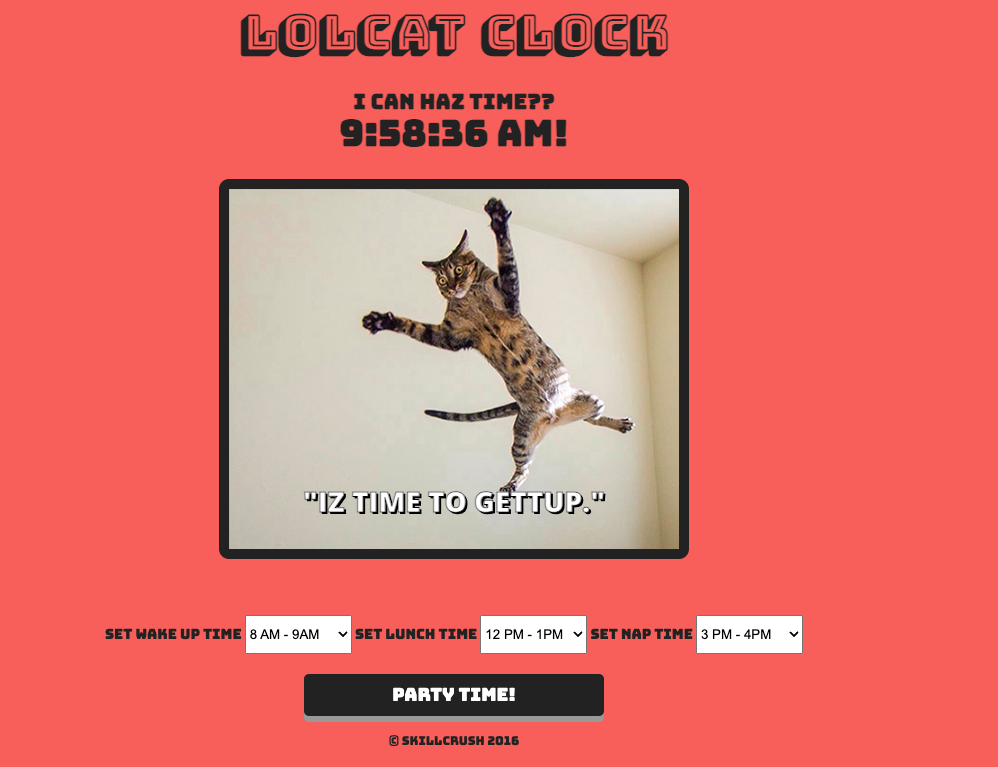 LOLCAT CLOCK
I CAN HAZ TIME??
9:58:36 AM!
"IZ TIME TO GETTUP."
SET WAKE UP TIME 8 AM - 9AM SET LUNCH TIME 12 PM - 1PM SET NAP TIME 3 PM - 4PM
PARTY TIME!
© SKILLCRUSH 2016